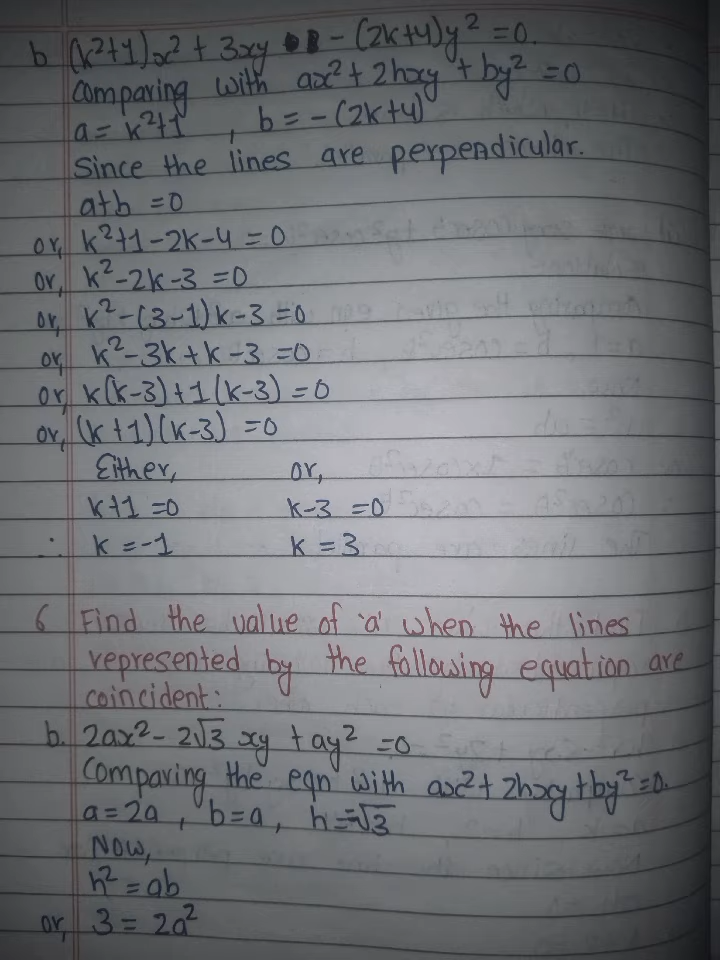 b (k²+1)x² + 3xy - (2k+4)y² = 0.
Comparing with ax² + 2hxy + by² = 0
a = k²+1 , b = -(2k+4)
Since the lines are perpendicular.
a+b = 0
or, k²+1-2k-4 = 0
or, k²-2k-3 = 0
or, k²-(3-1)k-3 = 0
or, k²-3k+k-3 = 0
or, k(k-3)+1(k-3) = 0
or, (k+1)(k-3) = 0
Either, or,
k+1 = 0 k-3 = 0
∴ k = -1 k = 3
6 Find the value of 'a' when the lines
represented by the following equation are
coincident:
b. 2ax² - 2√3 xy + ay² = 0
Comparing the eqn with ax² + 2hxy + by² = 0.
a = 2a , b = a , h = -√3
Now,
h² = ab
or, 3 = 2a²